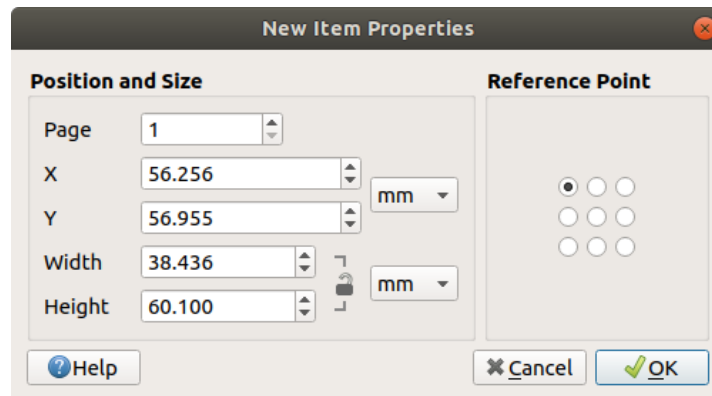 New Item Properties
Position and Size
Reference Point
Page 1
X 56.256
mm
Y 56.955
Width 38.436
mm
Height 60.100
Help
Cancel
OK